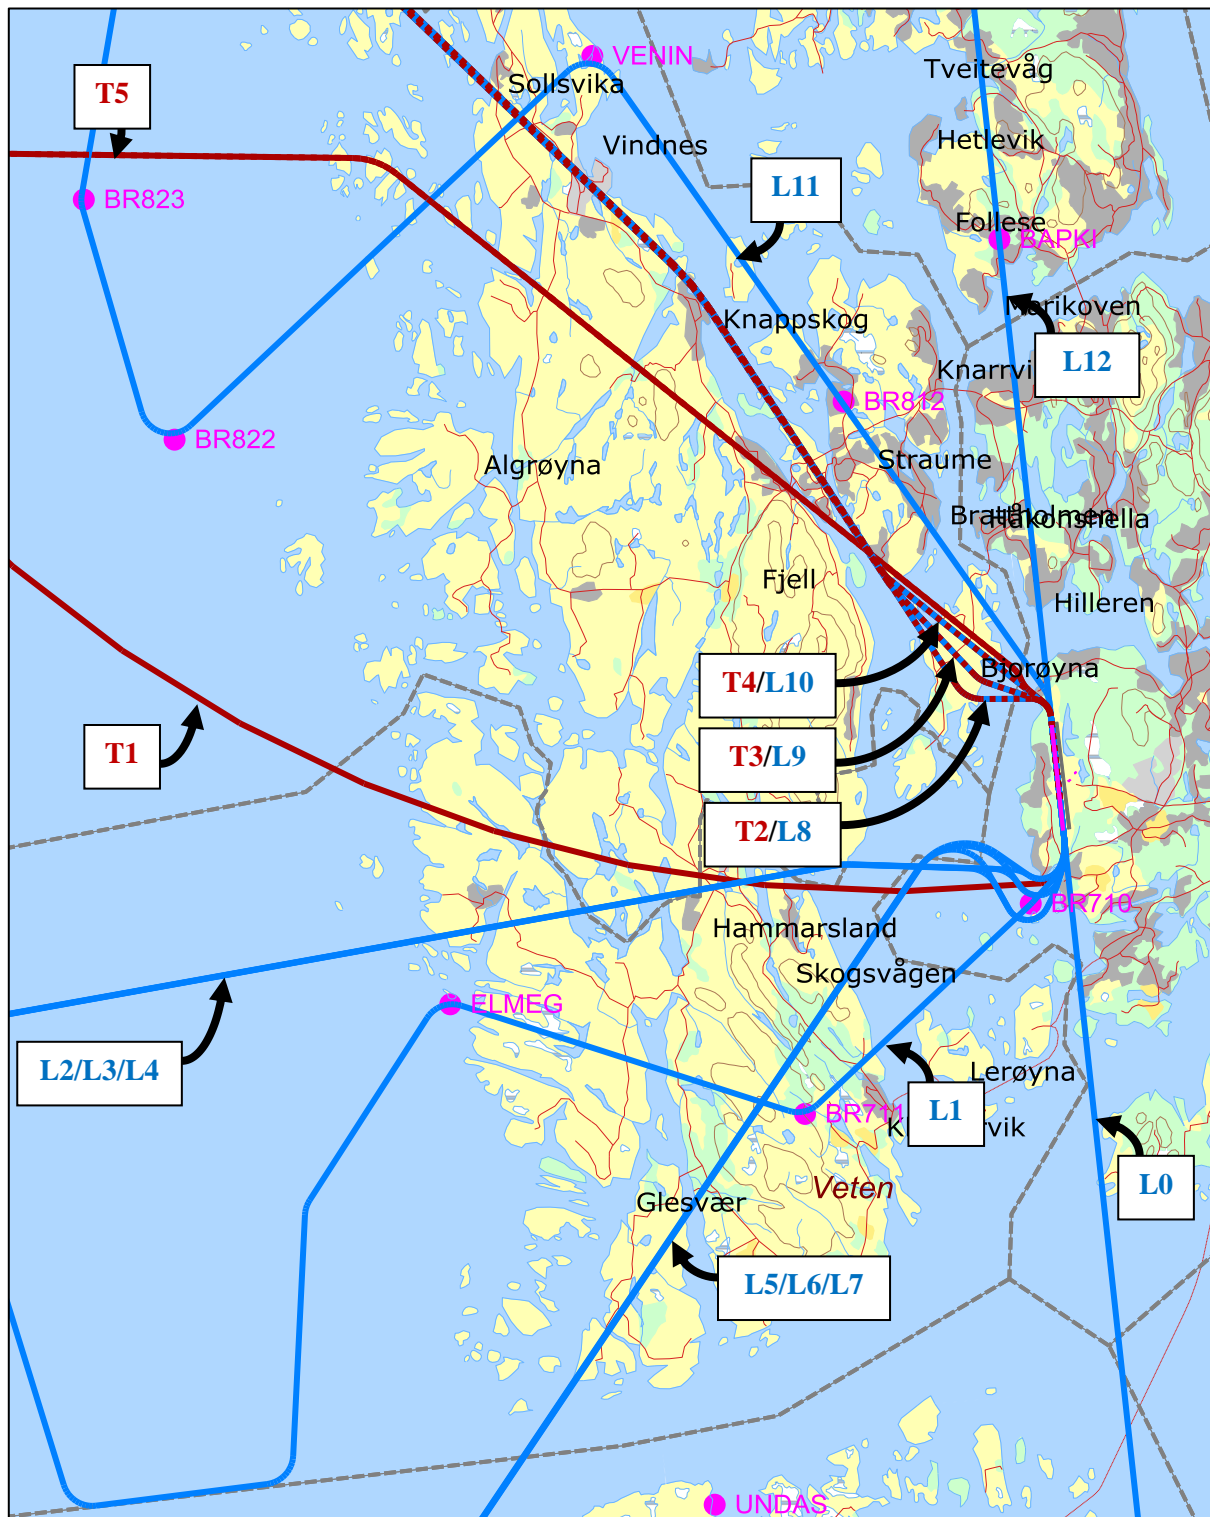 VENIN
Tveitevåg
Sollsvika
T5
Hetlevik
Vindnes
L11
BR823
Follese
BAPKI
Marikoven
Knappskog
L12
Knarrvi
BR812
BR822
Straume
Algrøyna
Brattholmen
Håkonshella
Fjell
Hilleren
Bjorøyna
T4/L10
T1
T3/L9
T2/L8
BR710
Hammarsland
Skogsvågen
ELMEG
L2/L3/L4
Lerøyna
L1
BR711
L0
Veten
Glesvær
L5/L6/L7
UNDAS